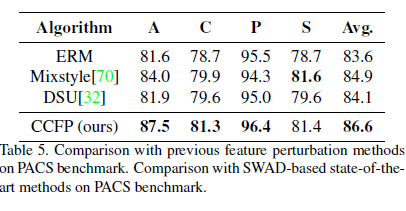 Algorithm A C P S Avg.
ERM 81.6 78.7 95.5 78.7 83.6
Mixstyle[70] 84.0 79.9 94.3 81.6 84.9
DSU[32] 81.9 79.6 95.0 79.6 84.1
CCFP (ours) 87.5 81.3 96.4 81.4 86.6
Table 5. Comparison with previous feature perturbation methods
on PACS benchmark. Comparison with SWAD-based state-of-the-
art methods on PACS benchmark.